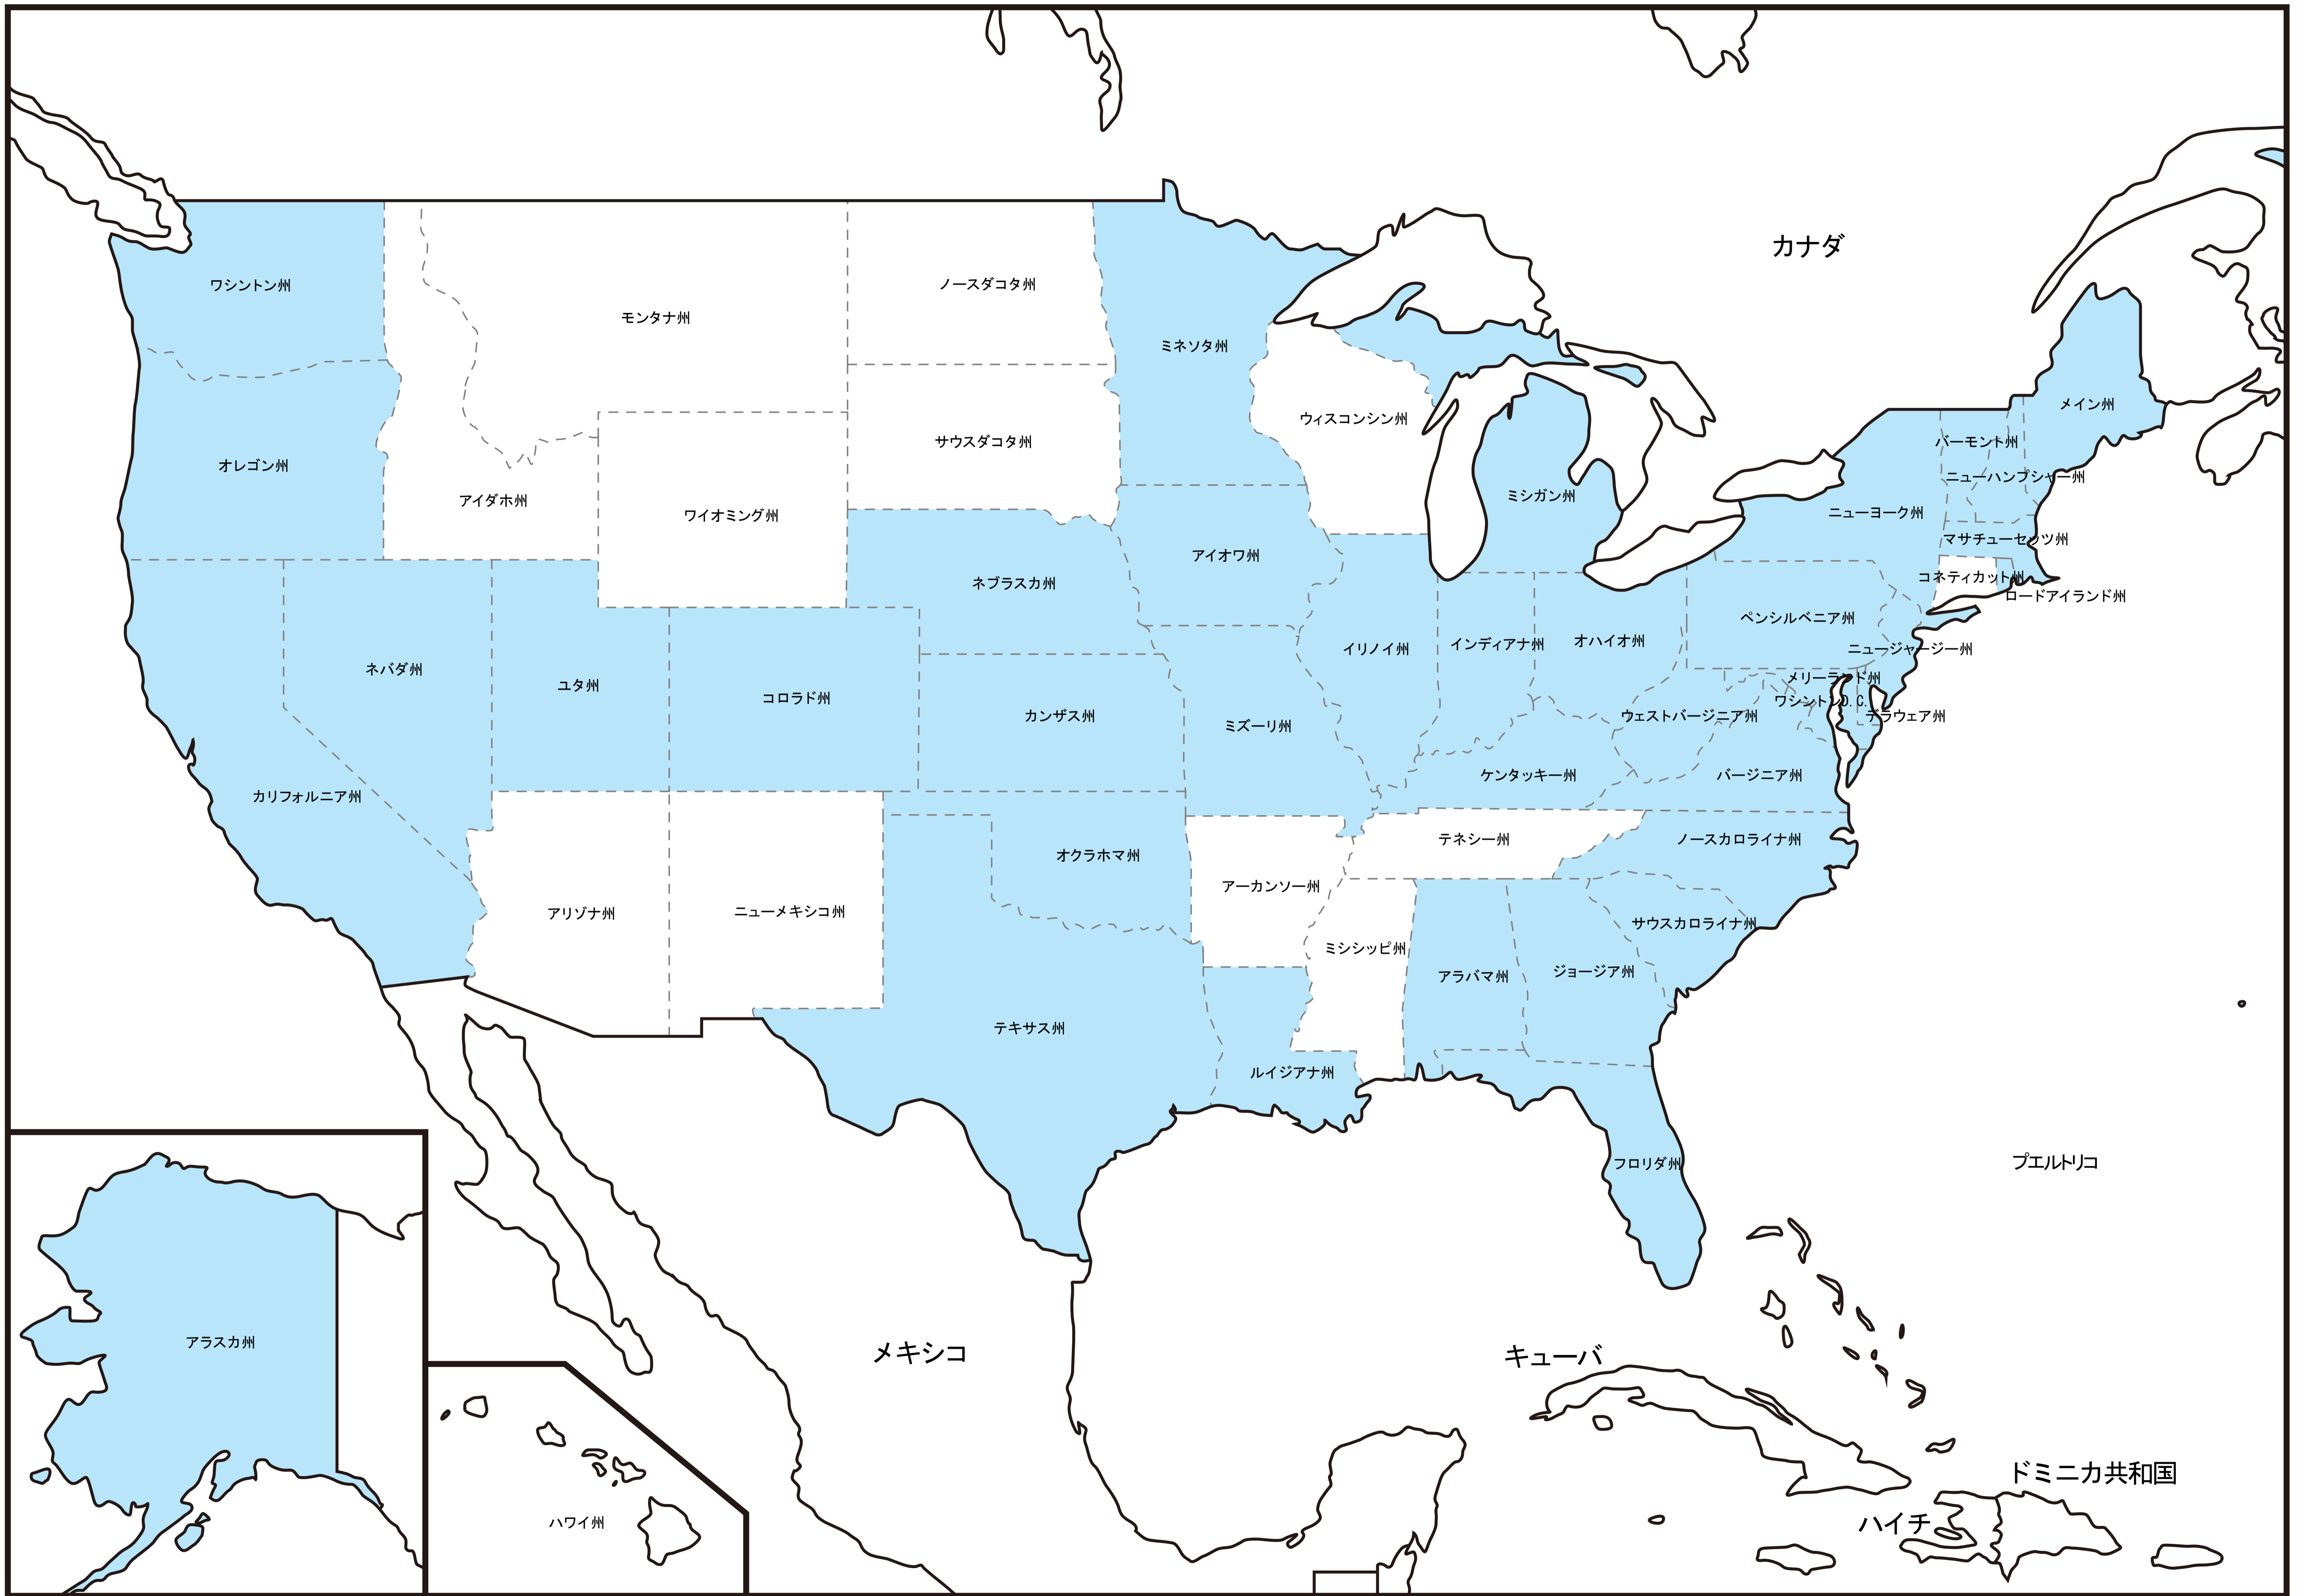 カナダ
ワシントン州
ノースダコタ州
モンタナ州
ミネソタ州
メイン州
ウィスコンシン州
サウスダコタ州
バーモント州
オレゴン州
ニューハンプシャー州
アイダホ州
ミシガン州
ワイオミング州
ニューヨーク州
マサチューセッツ州
アイオワ州
コネティカット州
ネブラスカ州
ロードアイランド州
ペンシルベニア州
オハイオ州
インディアナ州
イリノイ州
ニュージャージー州
ネバダ州
ユタ州
メリーランド州
コロラド州
ワシントンD.C.
カンザス州
ウェストバージニア州
デラウェア州
ミズーリ州
ケンタッキー州
バージニア州
カリフォルニア州
テネシー州
ノースカロライナ州
オクラホマ州
アーカンソー州
アリゾナ州
ニューメキシコ州
サウスカロライナ州
ミシシッピ州
ジョージア州
アラバマ州
テキサス州
ルイジアナ州
フロリダ州
プエルトリコ
アラスカ州
メキシコ
キューバ
ドミニカ共和国
ハワイ州
ハイチ